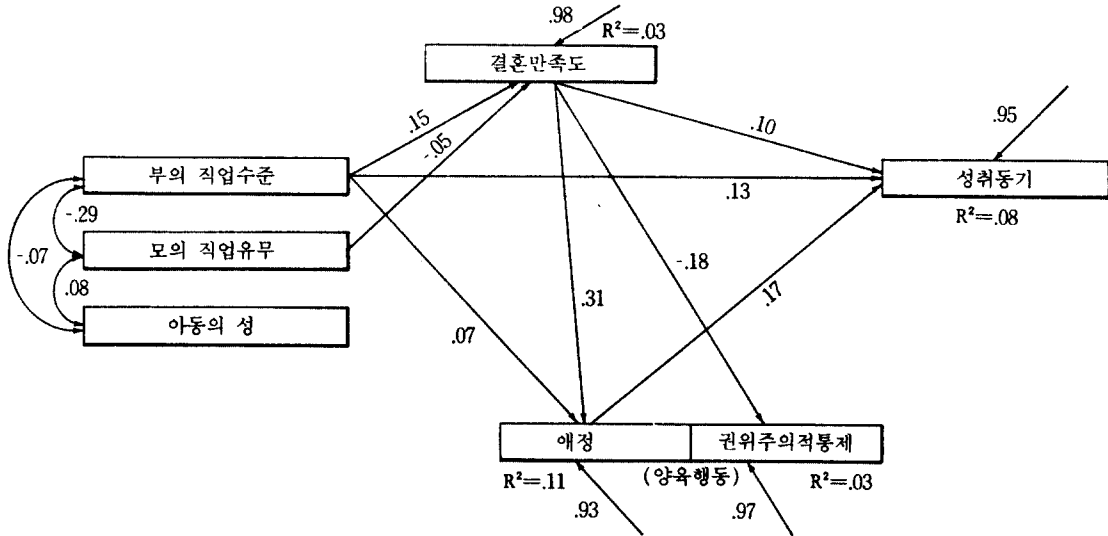 .98
R²=.03
결혼만족도
.15
-.05
.10
.95
부의 직업수준
.13
성취동기
R²=.08
-.29
-.07
모의 직업유무
.08
-.18
.31
.17
아동의 성
.07
애정
권위주의적통제
R²=.11
(양육행동)
R²=.03
.93
.97